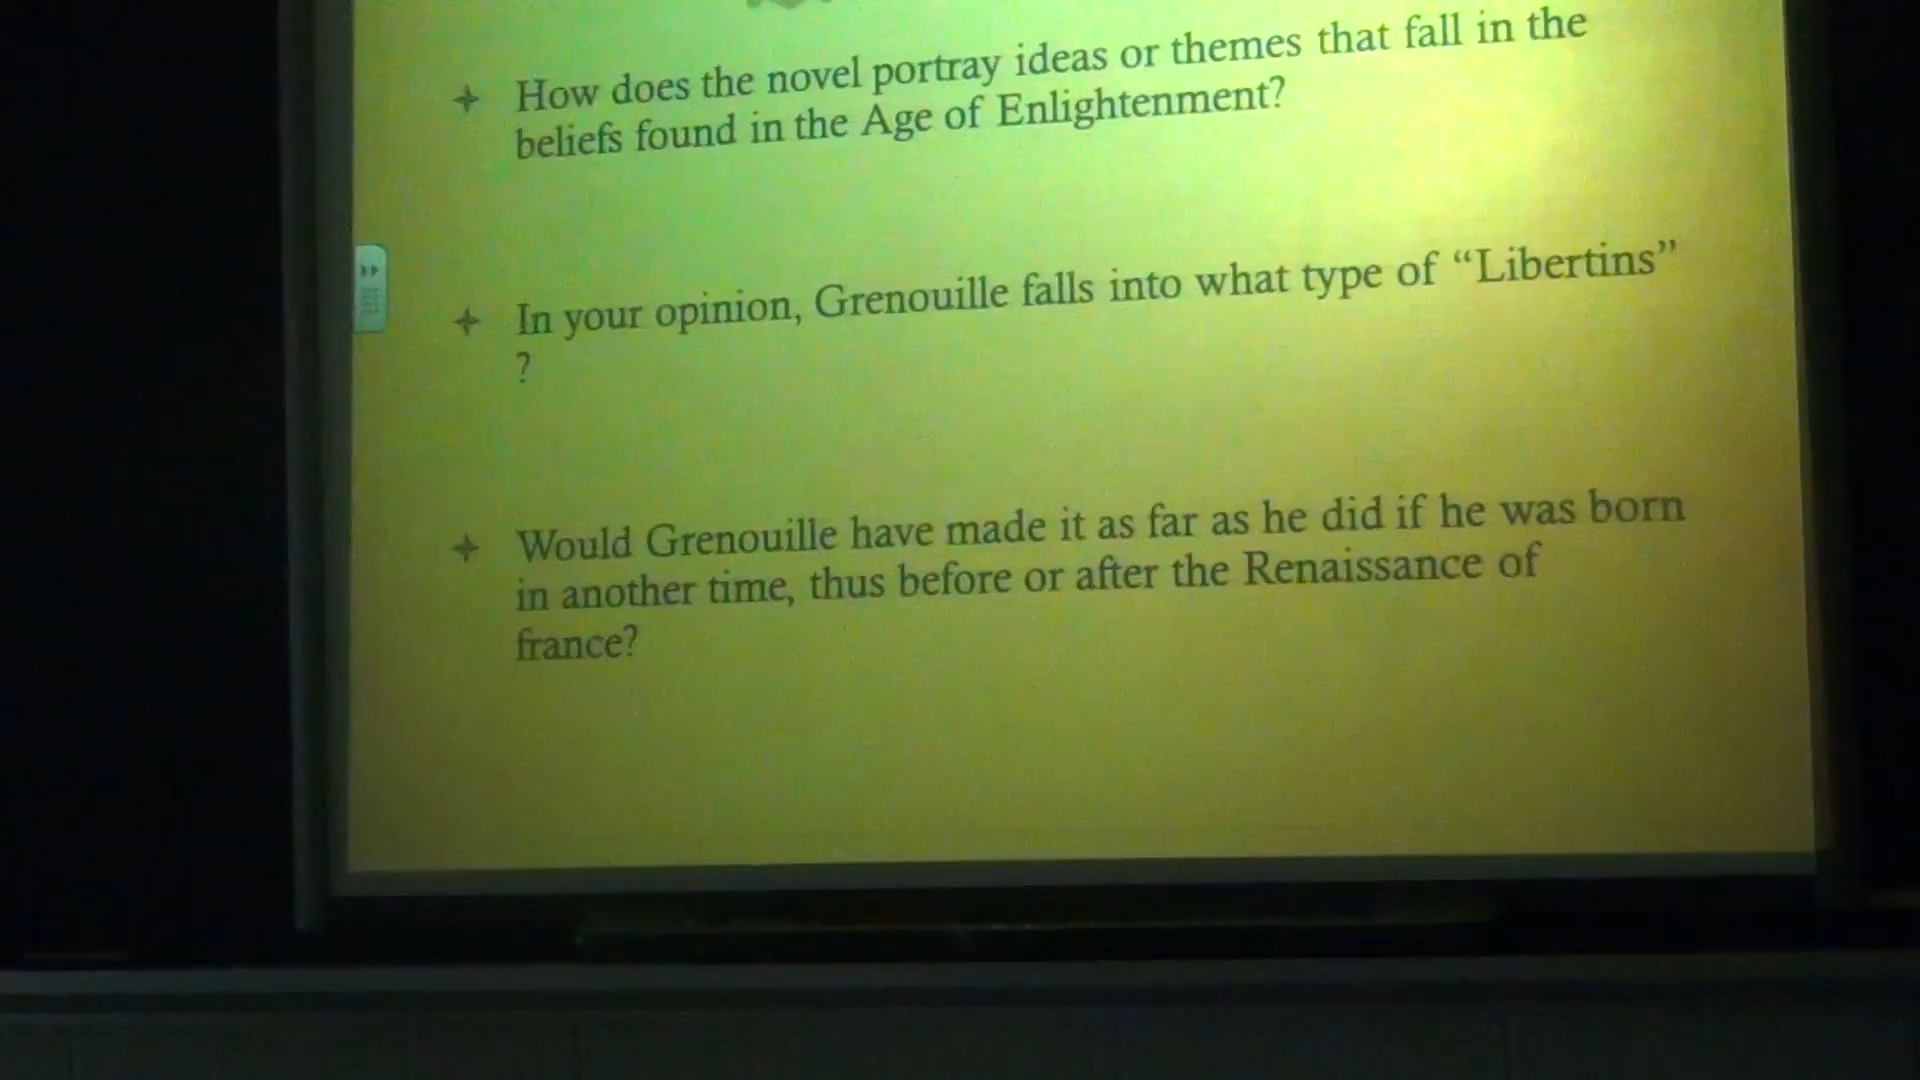 How does the novel portray ideas or themes that fall in the
beliefs found in the Age of Enlightenment?
In your opinion, Grenouille falls into what type of “Libertins”
?
Would Grenouille have made it as far as he did if he was born
in another time, thus before or after the Renaissance of
france?